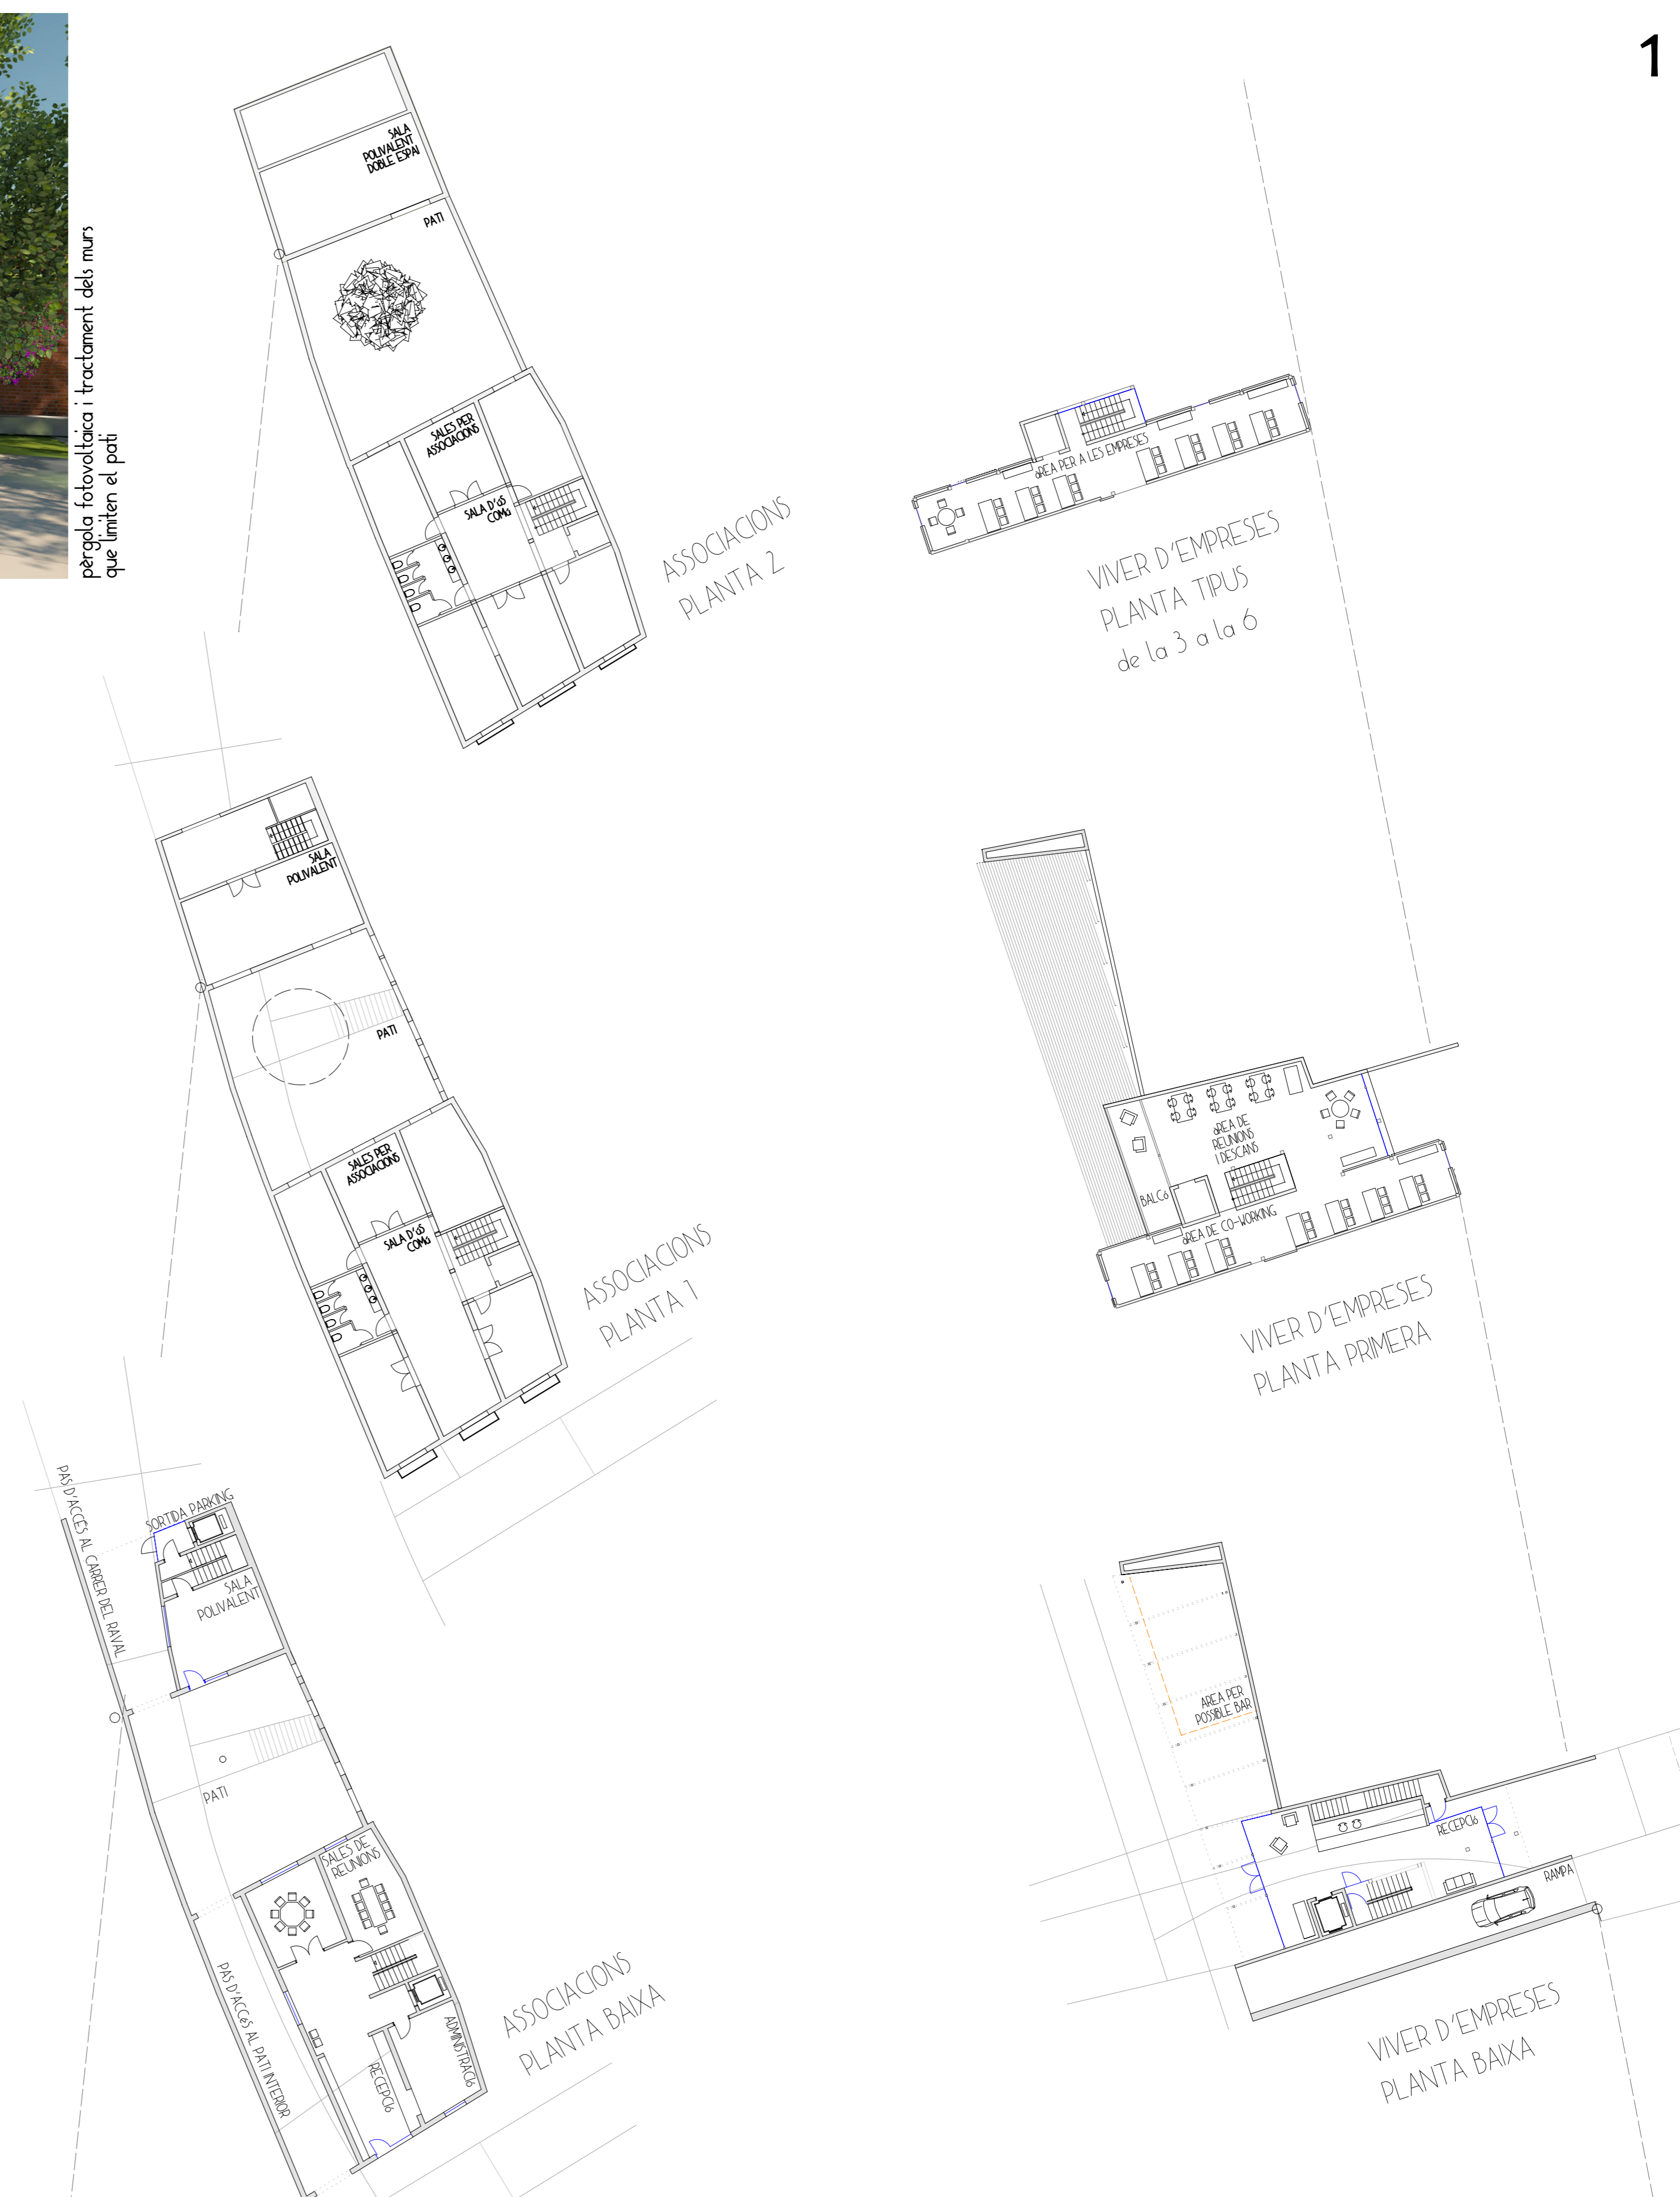 1
pèrgola fotovoltàica i tractament dels murs
que limiten el pati
SALA
POLIVALENT
DOBLE ESPAI
PATI
SALES PER
ASSOCIACIONS
SALA D'úS
COMú
ASSOCIACIONS
PLANTA 2
àREA PER A LES EMPRESES
VIVER D'EMPRESES
PLANTA TIPUS
de la 3 a la 6
SALA
POLIVALENT
PATI
SALES PER
ASSOCIACIONS
SALA D'úS
COMú
ASSOCIACIONS
PLANTA 1
àREA DE
REUNIONS
I DESCANS
BALCó
àREA DE CO-WORKING
VIVER D'EMPRESES
PLANTA PRIMERA
PAS D'ACCÉS AL CARRER DEL RAVAL
SORTIDA PARKING
SALA
POLIVALENT
PATI
SALES DE
REUNIONS
PAS D'ACCéS AL PATI INTERIOR
RECEPCIó
ADMINISTRACIó
ASSOCIACIONS
PLANTA BAIXA
AREA PER
POSSIBLE BAR
RECEPCIó
RAMPA
VIVER D'EMPRESES
PLANTA BAIXA